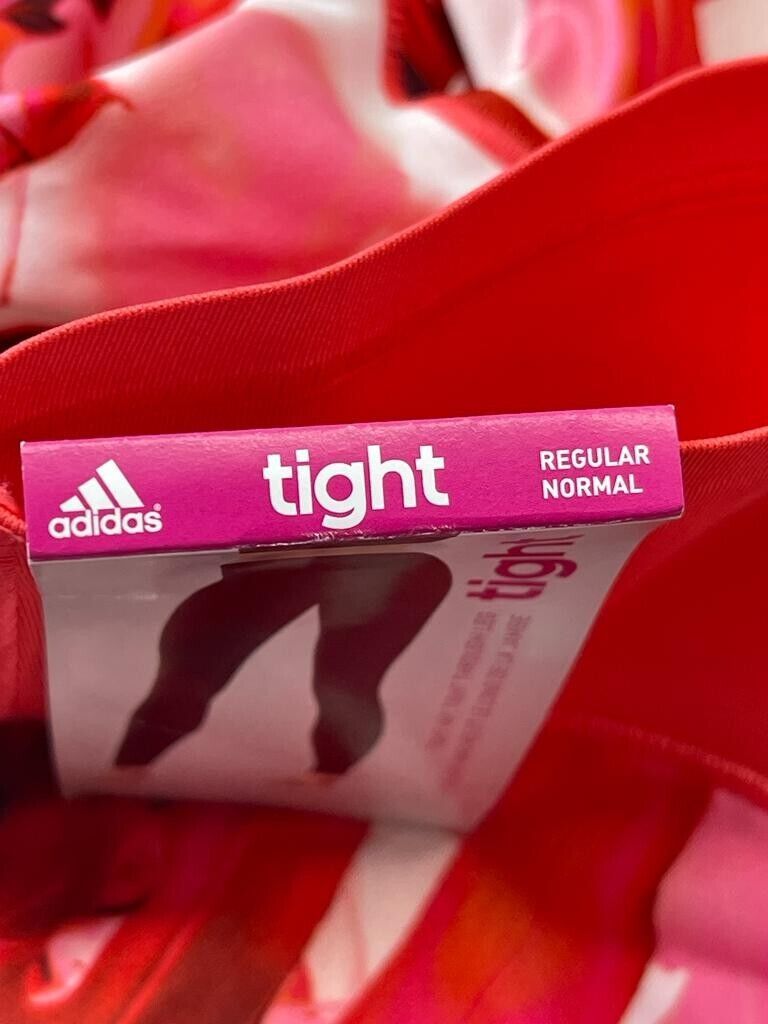 adidas
tight
REGULAR
NORMAL
tight